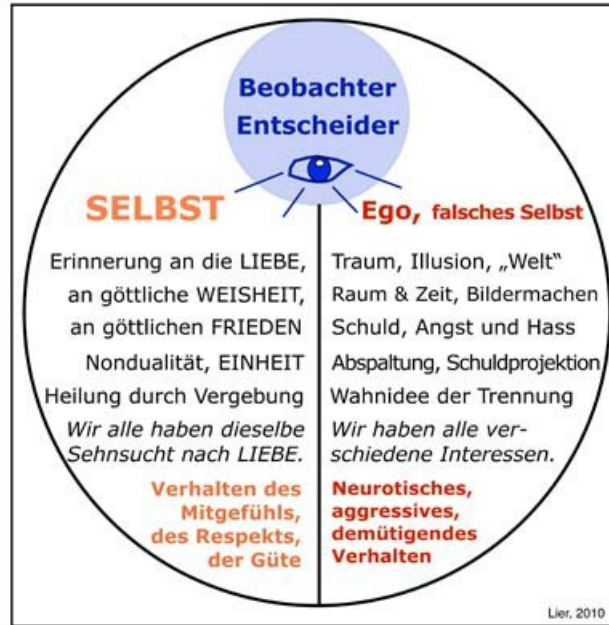 Beobachter
Entscheider
SELBST
Erinnerung an die LIEBE,
an göttliche WEISHEIT,
an göttlichen FRIEDEN
Nondualität, EINHEIT
Heilung durch Vergebung
Wir alle haben dieselbe
Sehnsucht nach LIEBE.
Verhalten des
Mitgefühls,
des Respekts,
der Güte
Ego, falsches Selbst
Traum, Illusion, „Welt“
Raum & Zeit, Bildermachen
Schuld, Angst und Hass
Abspaltung, Schuldprojektion
Wahnidee der Trennung
Wir haben alle ver-
schiedene Interessen.
Neurotisches,
aggressives,
demütigendes
Verhalten
Lier, 2010